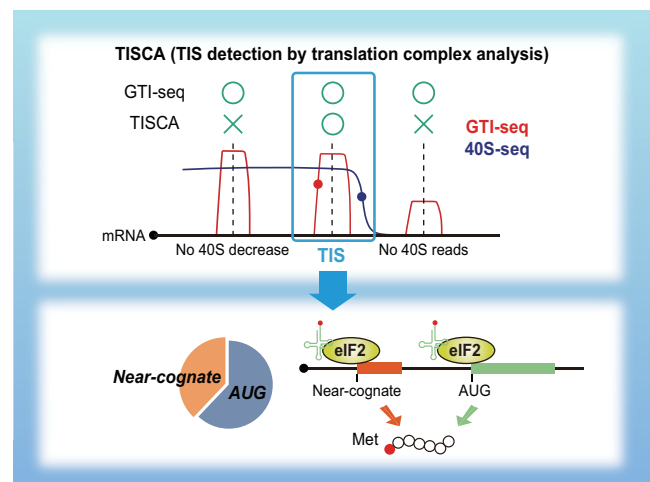 TISCA (TIS detection by translation complex analysis)
GTI-seq
TISCA
GTI-seq
40S-seq
mRNA
No 40S decrease
No 40S reads
TIS
eIF2
eIF2
Near-cognate
AUG
Near-cognate
AUG
Met